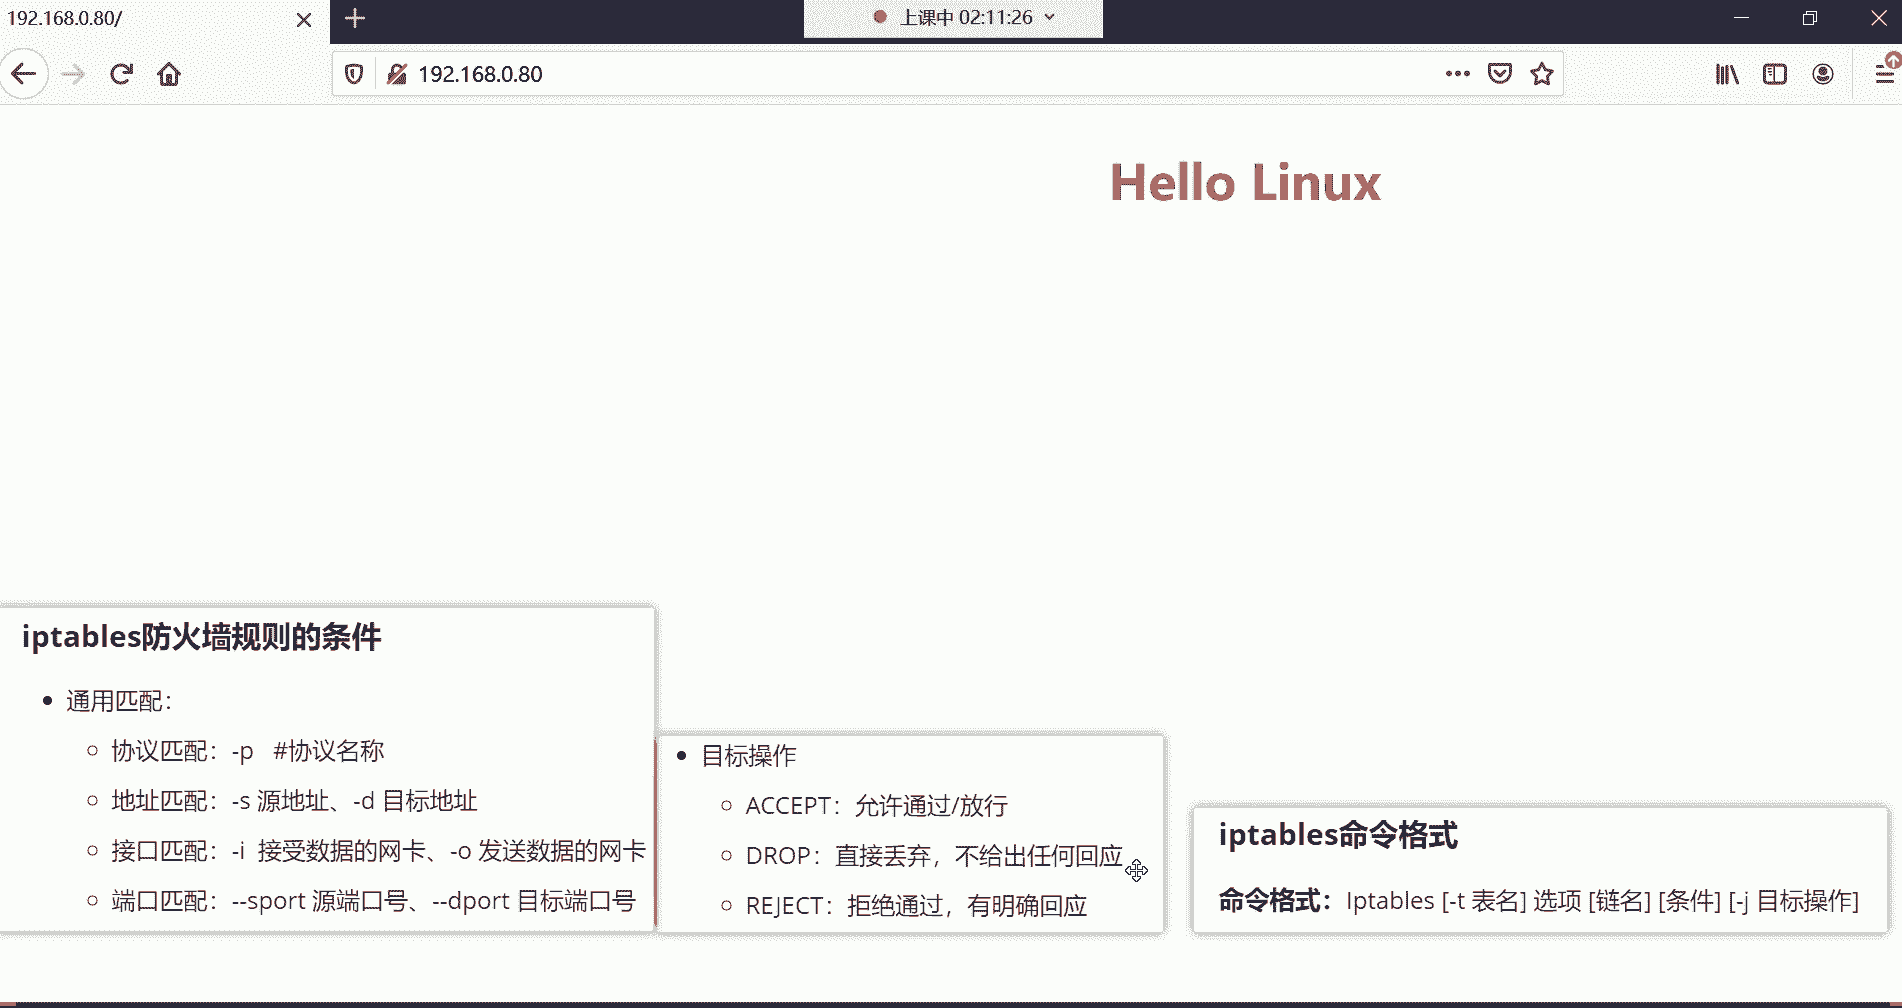 192.168.0.80/
上课中 02:11:26
192.168.0.80
Hello Linux
iptables防火墙规则的条件
通用匹配：
协议匹配：-p #协议名称
地址匹配：-s 源地址、-d 目标地址
接口匹配：-i 接受数据的网卡、-o 发送数据的网卡
端口匹配：--sport 源端口号、--dport 目标端口号
目标操作
ACCEPT：允许通过/放行
DROP：直接丢弃，不给出任何回应
REJECT：拒绝通过，有明确回应
iptables命令格式
命令格式：Iptables [-t 表名] 选项 [链名] [条件] [-j 目标操作]